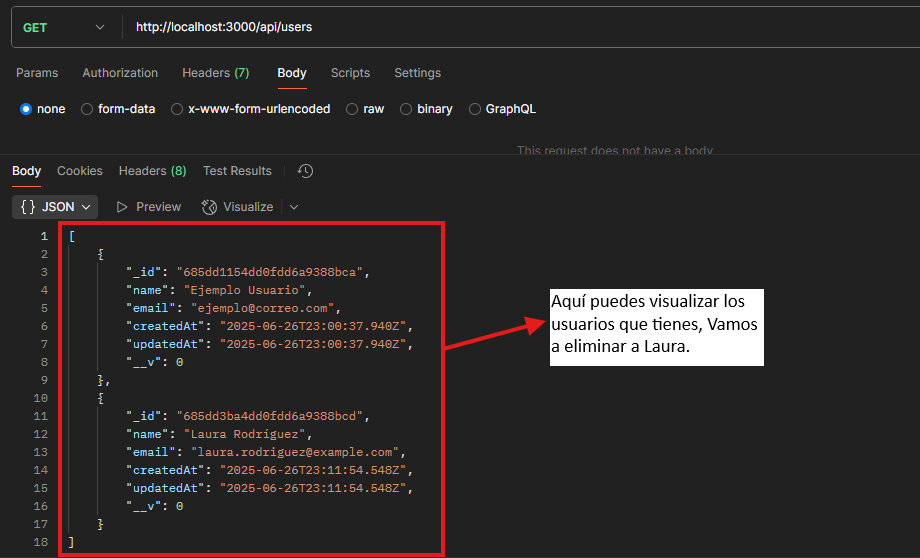 GET http://localhost:3000/api/users
Params Authorization Headers (7) Body Scripts Settings
none form-data x-www-form-urlencoded raw binary GraphQL
This request does not have a body
Body Cookies Headers (8) Test Results
{ } JSON Preview Visualize
1 [
2 {
3 "_id": "685dd1154dd0fdd6a9388bca",
4 "name": "Ejemplo Usuario",
5 "email": "ejemplo@correo.com",
6 "createdAt": "2025-06-26T23:00:37.940Z",
7 "updatedAt": "2025-06-26T23:00:37.940Z",
8 "__v": 0
9 },
10 {
11 "_id": "685dd3ba4dd0fdd6a9388bcd",
12 "name": "Laura Rodríguez",
13 "email": "laura.rodriguez@example.com",
14 "createdAt": "2025-06-26T23:11:54.548Z",
15 "updatedAt": "2025-06-26T23:11:54.548Z",
16 "__v": 0
17 }
18 ]
Aquí puedes visualizar los
usuarios que tienes, Vamos
a eliminar a Laura.